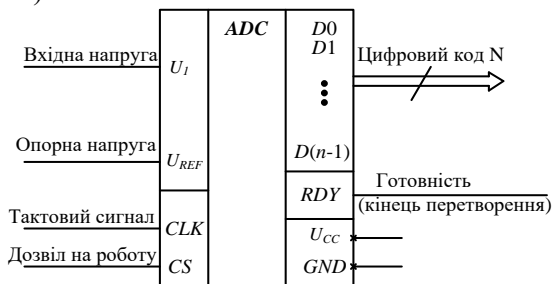 )
ADC
D0
D1
Вхідна напруга
U1
Цифровий код N
Опорна напруга
UREF
D(n-1)
RDY
Готовність
(кінець перетворення)
Тактовий сигнал
CLK
UCC
Дозвіл на роботу
CS
GND